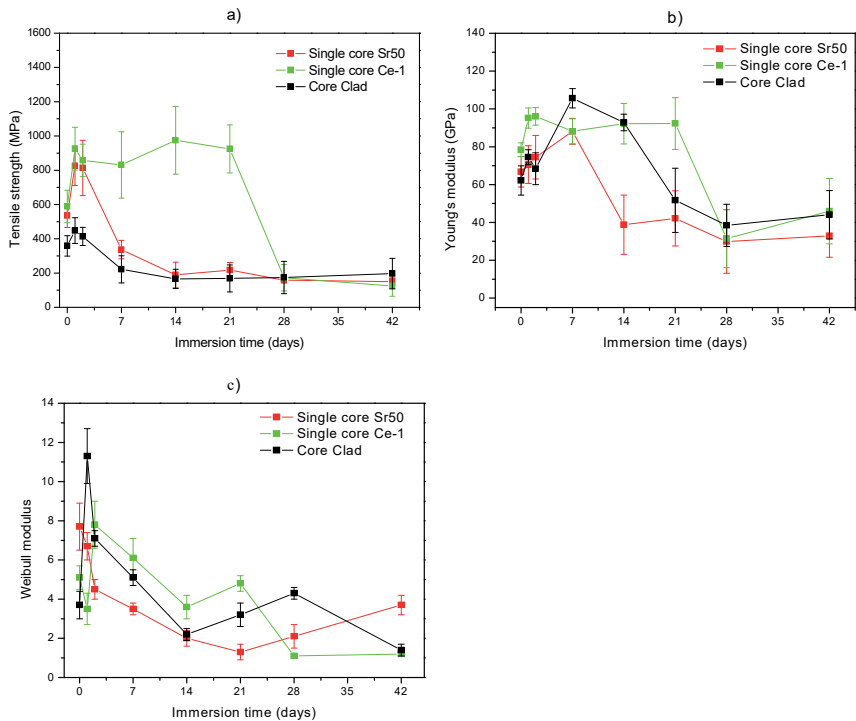 a)
1600
1400
1200
1000
800
600
400
200
0
Tensile strength (MPa)
Single core Sr50
Single core Ce-1
Core Clad
0 7 14 21 28 35 42
Immersion time (days)
b)
140
120
100
80
60
40
20
0
Young's modulus (GPa)
Single core Sr50
Single core Ce-1
Core Clad
0 7 14 21 28 35 42
Immersion time (days)
c)
14
12
10
8
6
4
2
0
Weibull modulus
Single core Sr50
Single core Ce-1
Core Clad
0 7 14 21 28 35 42
Immersion time (days)